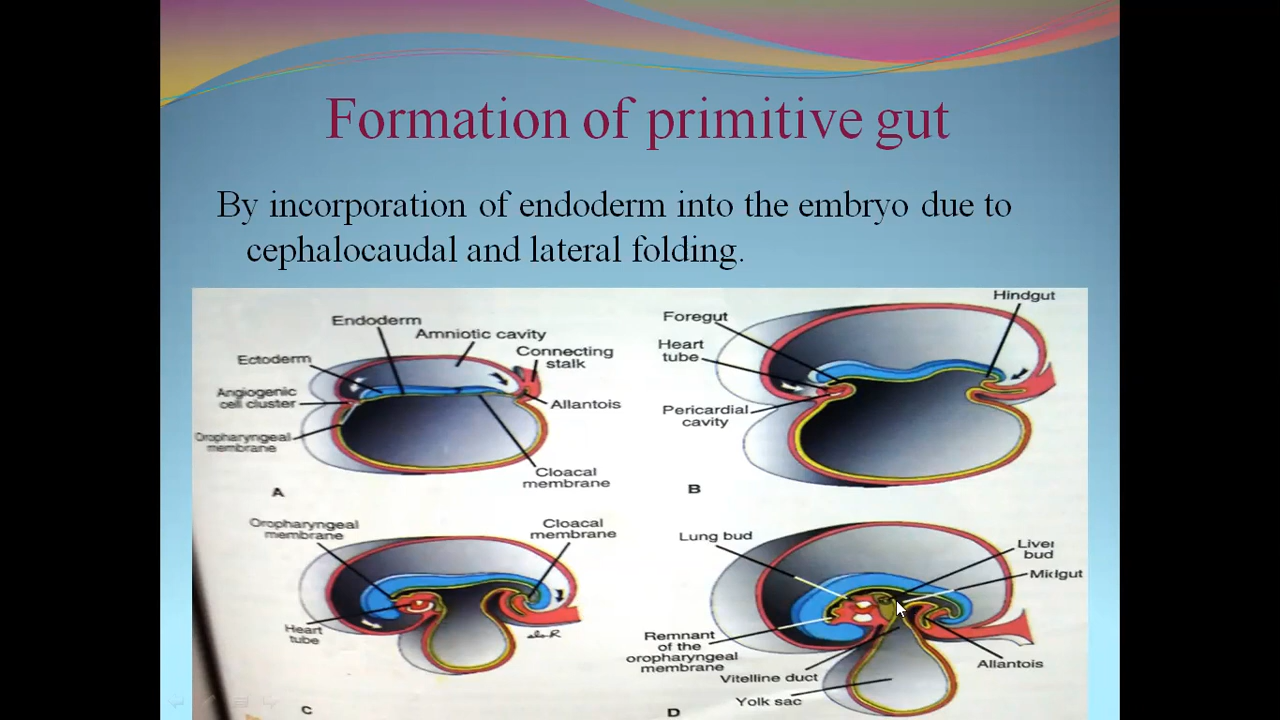 Formation of primitive gut
By incorporation of endoderm into the embryo due to
cephalocaudal and lateral folding.
Endoderm
Amniotic cavity
Connecting
stalk
Ectoderm
Angiogenic
cell cluster
Allantois
Oropharyngeal
membrane
Cloacal
membrane
A
Hindgut
Foregut
Heart
tube
Pericardial
cavity
B
Oropharyngeal
membrane
Cloacal
membrane
Heart
tube
C
Lung bud
Liver
bud
Midgut
Remnant
of the
oropharyngeal
membrane
Allantois
Vitelline duct
Yolk sac
D